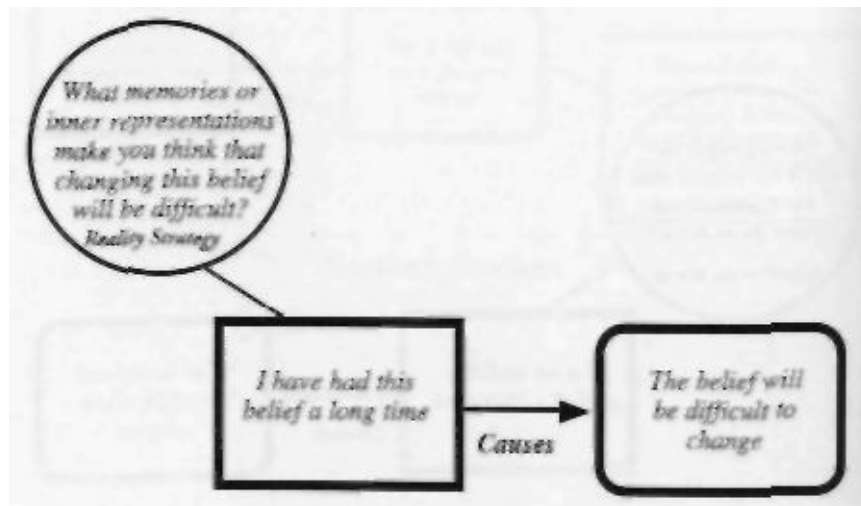 What memories or
inner representations
make you think that
changing this belief
will be difficult?
Reality Strategy
I have had this
belief a long time
Causes
The belief will
be difficult to
change